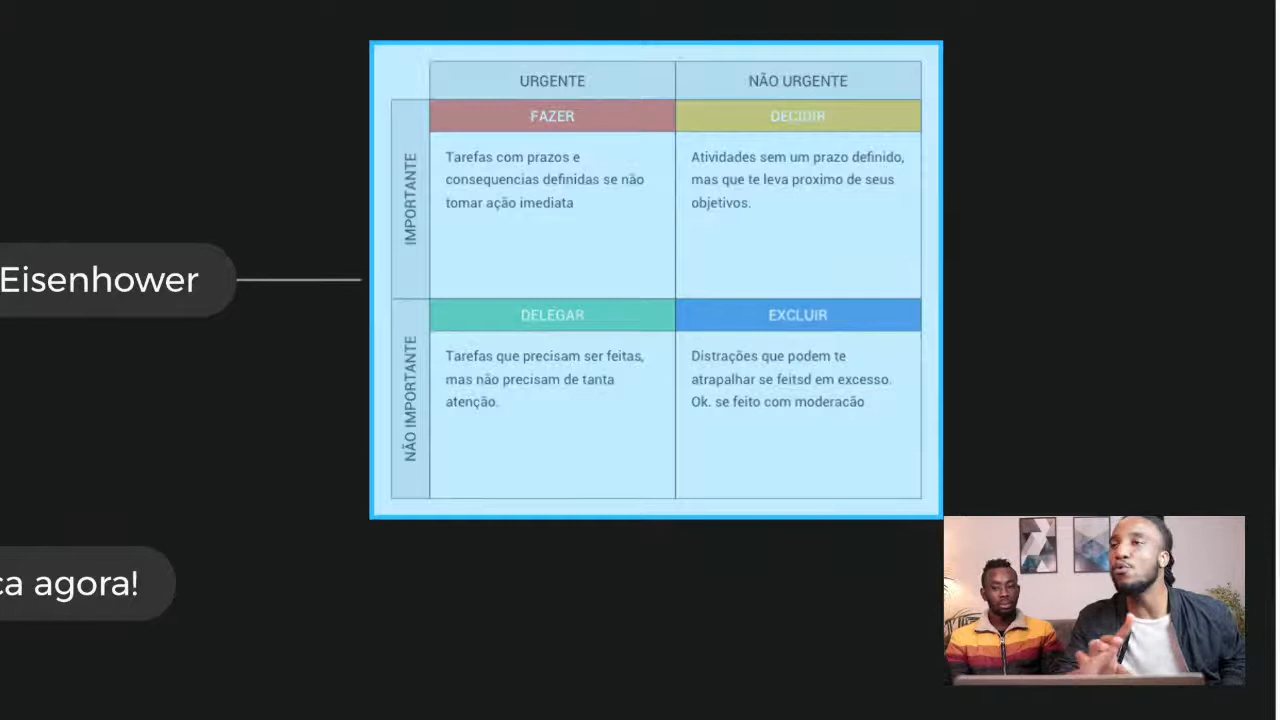 URGENTE
NÃO URGENTE
FAZER
DECIDIR
IMPORTANTE
Tarefas com prazos e
consequencias definidas se não
tomar ação imediata
Atividades sem um prazo definido,
mas que te leva proximo de seus
objetivos.
Eisenhower
DELEGAR
EXCLUIR
NÃO IMPORTANTE
Tarefas que precisam ser feitas,
mas não precisam de tanta
atenção.
Distrações que podem te
atrapalhar se feitsd em excesso.
Ok. se feito com moderacão
ca agora!